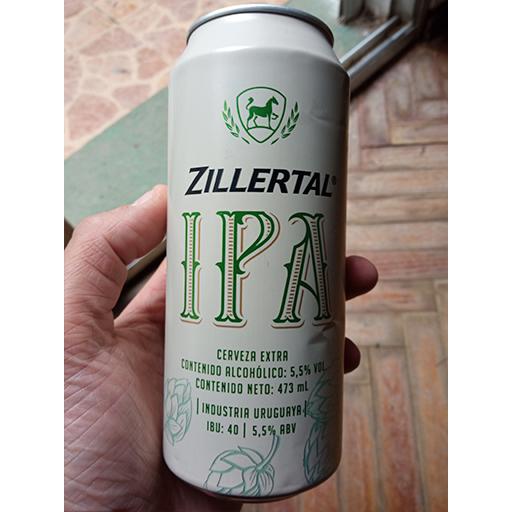 ZILLERTAL®
IPA
CERVEZA EXTRA
CONTENIDO ALCOHÓLICO: 5,5% VOL.
CONTENIDO NETO: 473 mL
| INDUSTRIA URUGUAYA |
IBU: 40 | 5,5% ABV